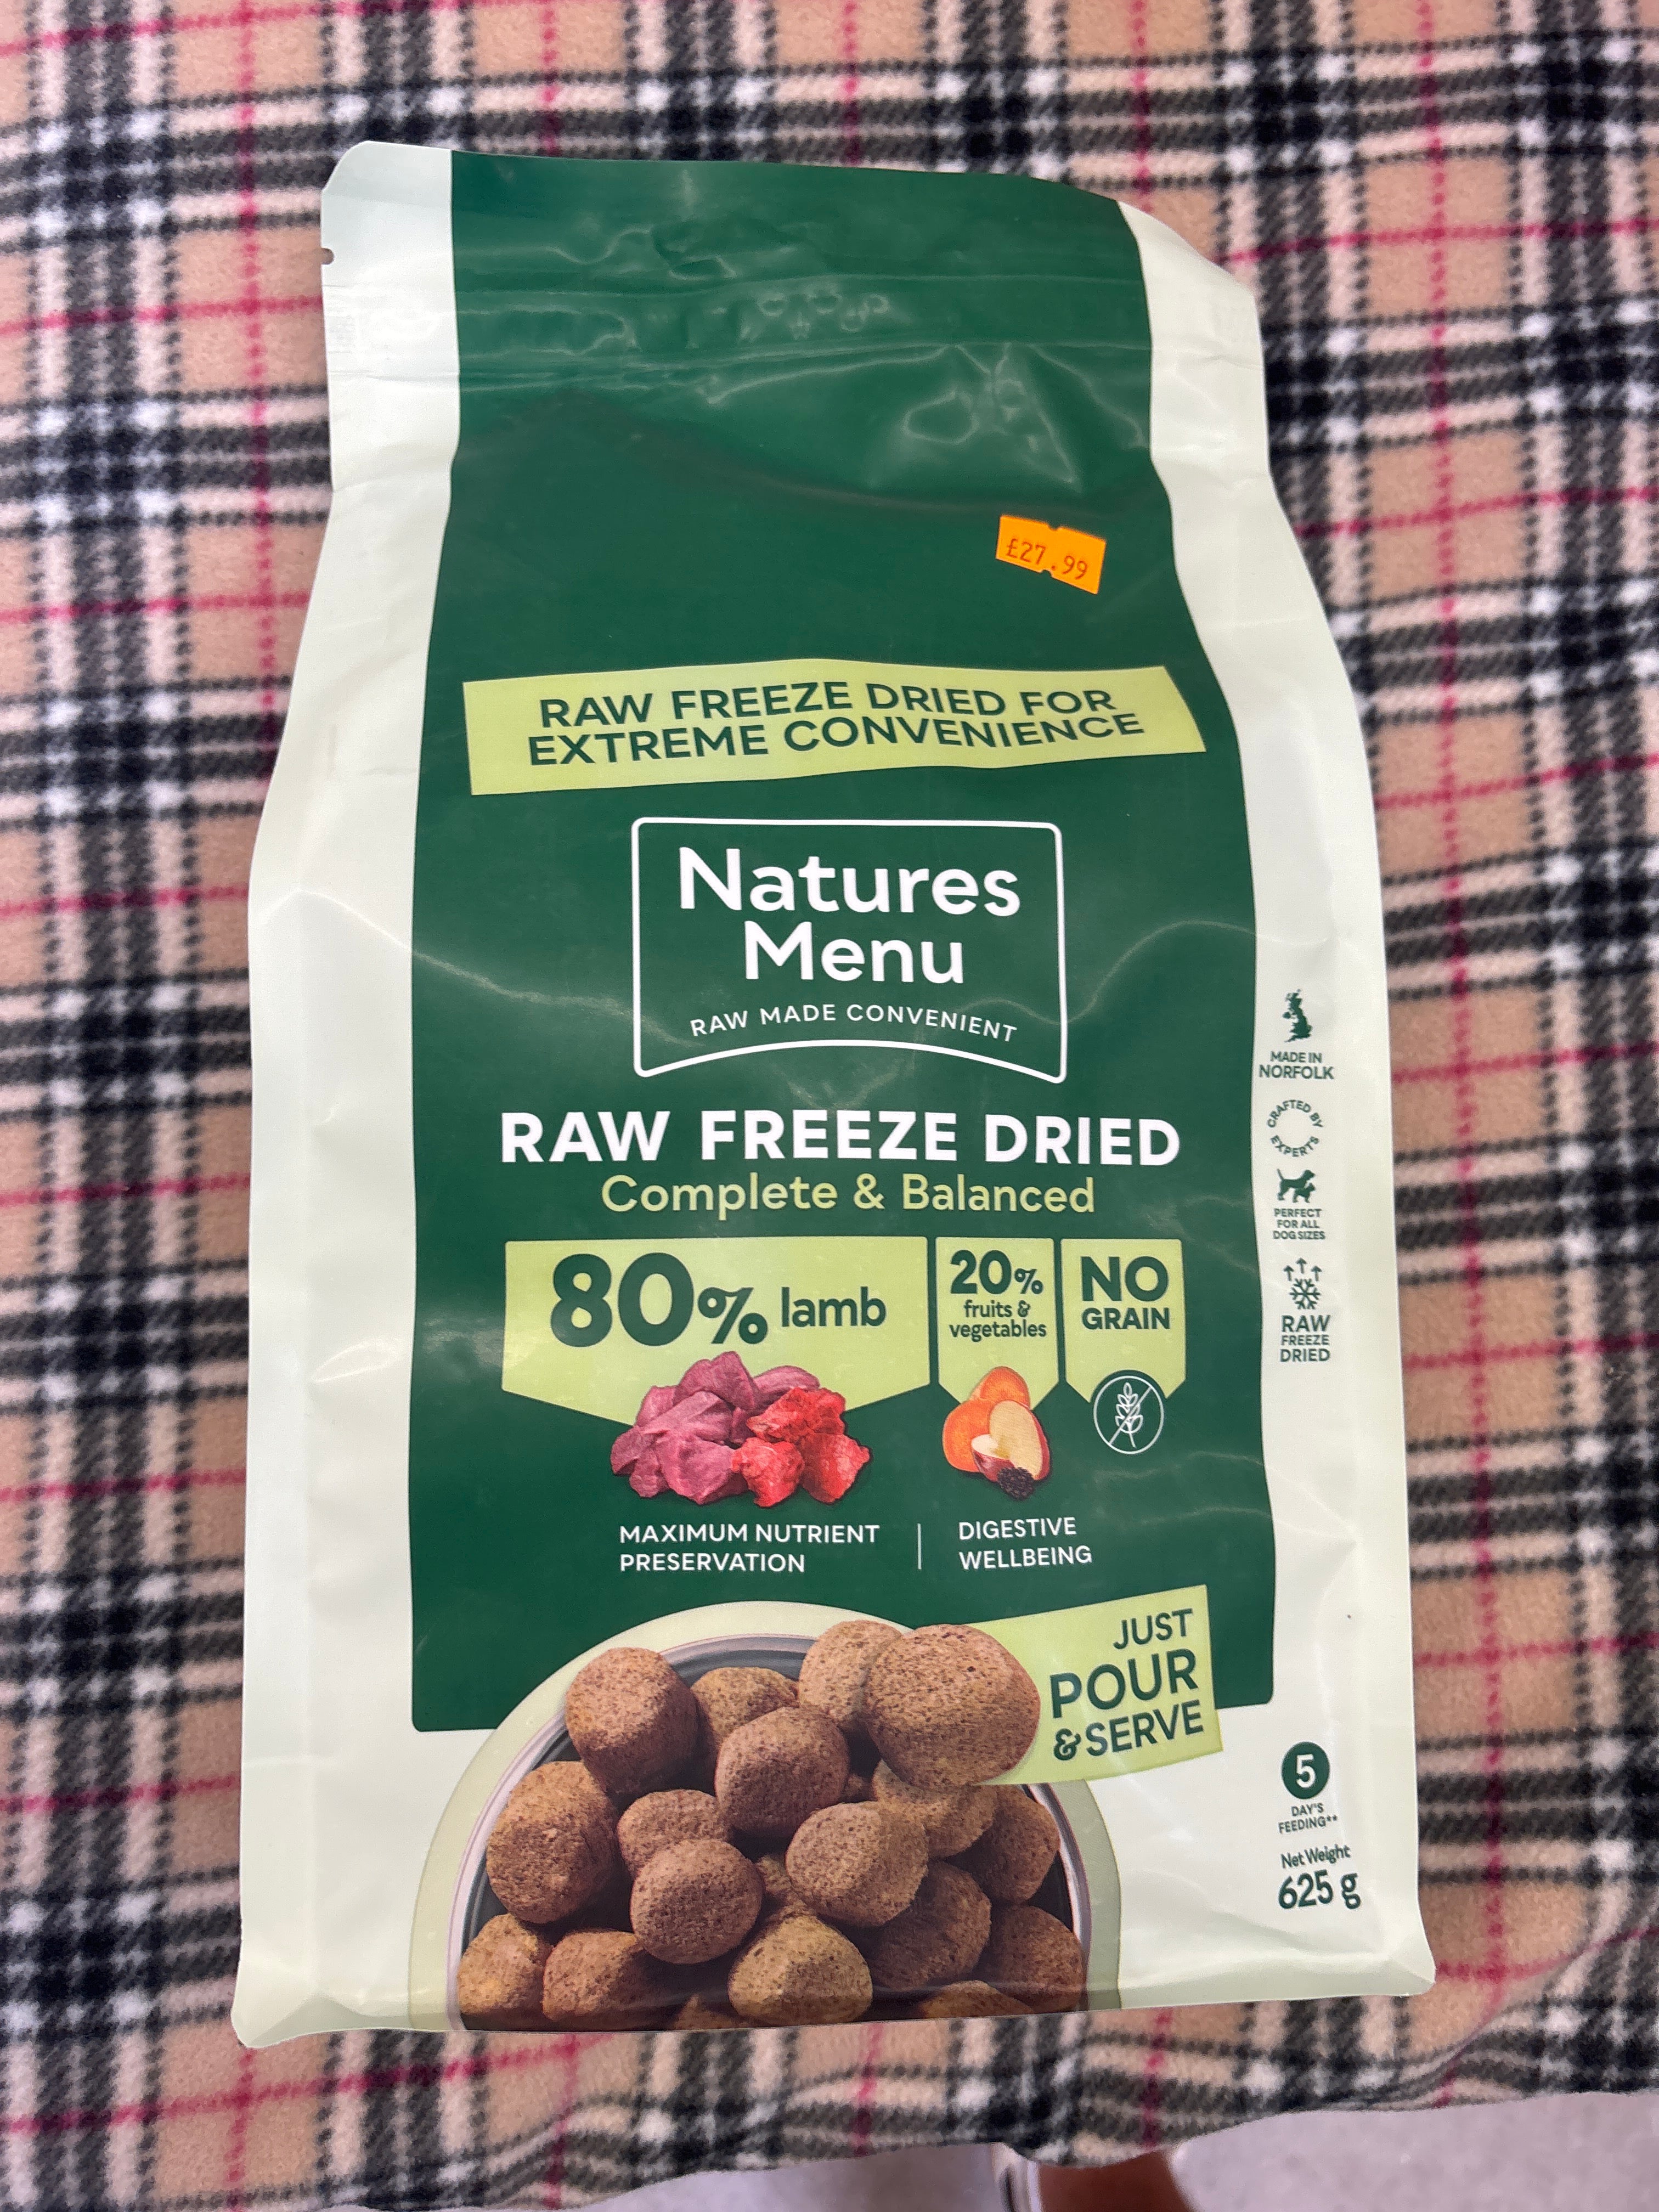 £27.99
RAW FREEZE DRIED FOR
EXTREME CONVENIENCE
Natures
Menu
RAW MADE CONVENIENT
RAW FREEZE DRIED
Complete & Balanced
80% lamb
20%
fruits &
vegetables
NO
GRAIN
MAXIMUM NUTRIENT
PRESERVATION
DIGESTIVE
WELLBEING
MADE IN
NORFOLK
CRAFTED BY
EXPERTS
PERFECT
FOR ALL
DOG SIZES
RAW
FREEZE
DRIED
JUST
POUR
& SERVE
5
DAY'S
FEEDING**
Net Weight
625 g